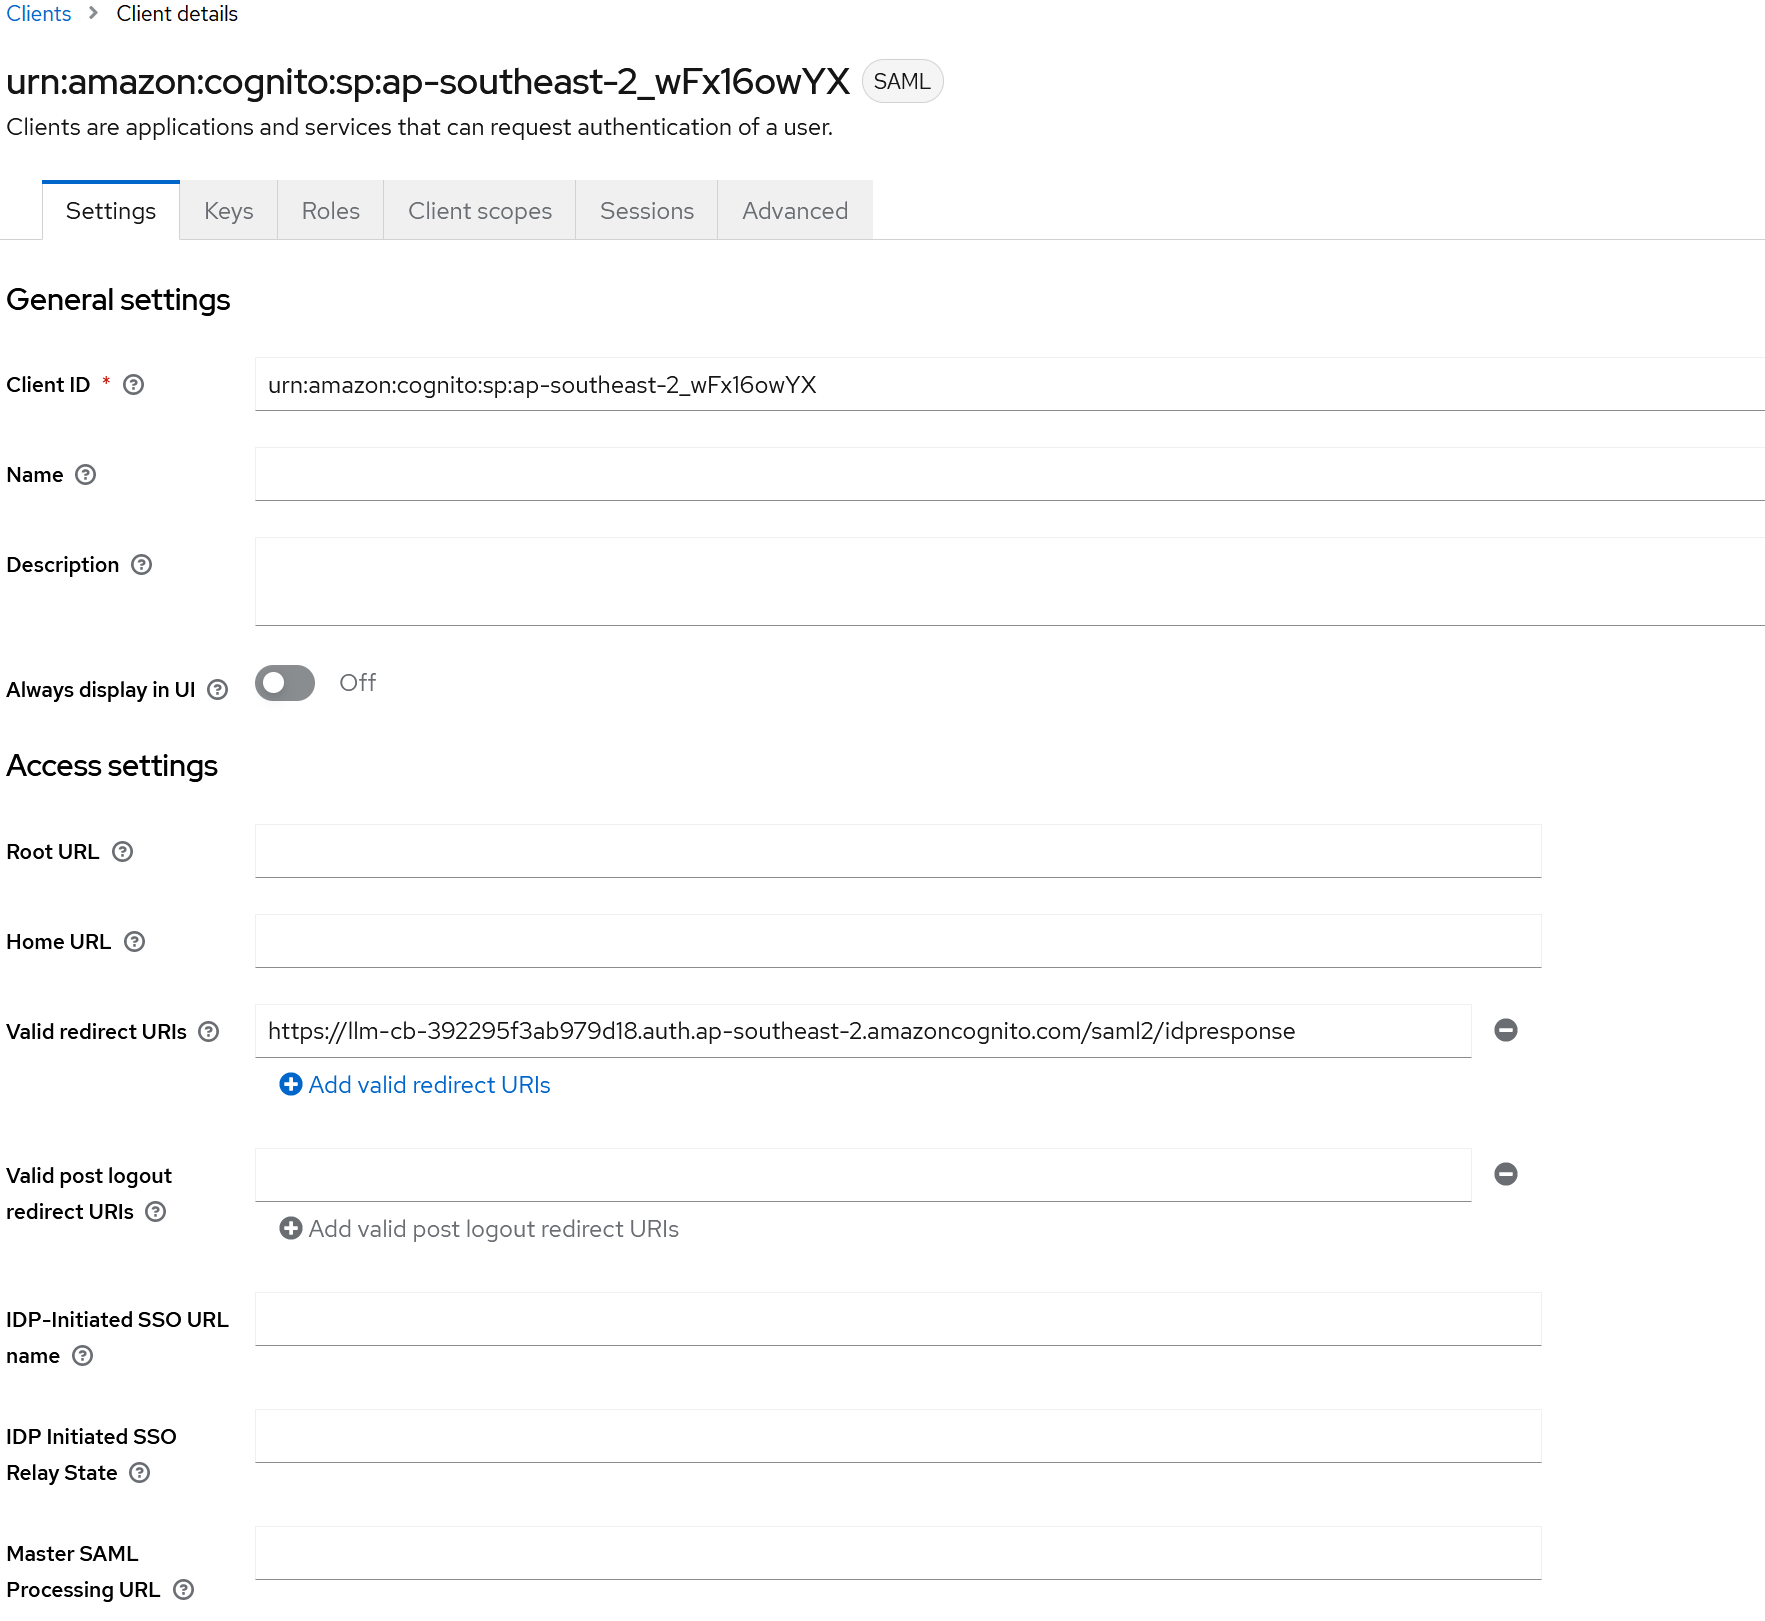 Clients > Client details
urn:amazon:cognito:sp:ap-southeast-2_wFx16owYX SAML
Clients are applications and services that can request authentication of a user.
Settings Keys Roles Client scopes Sessions Advanced
General settings
Client ID * urn:amazon:cognito:sp:ap-southeast-2_wFx16owYX
Name
Description
Always display in UI Off
Access settings
Root URL
Home URL
Valid redirect URIs https://llm-cb-392295f3ab979d18.auth.ap-southeast-2.amazoncognito.com/saml2/idpresponse
Add valid redirect URIs
Valid post logout
redirect URIs
Add valid post logout redirect URIs
IDP-Initiated SSO URL
name
IDP Initiated SSO
Relay State
Master SAML
Processing URL